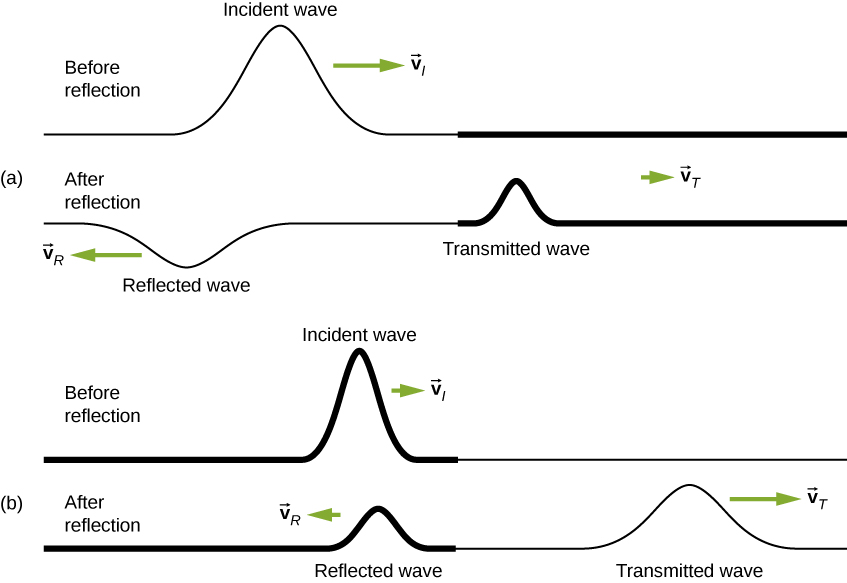 Incident wave
Before
reflection
v⃗I
(a)
After
reflection
v⃗T
v⃗R
Transmitted wave
Reflected wave
Incident wave
Before
reflection
v⃗I
(b)
After
reflection
v⃗R
v⃗T
Reflected wave
Transmitted wave